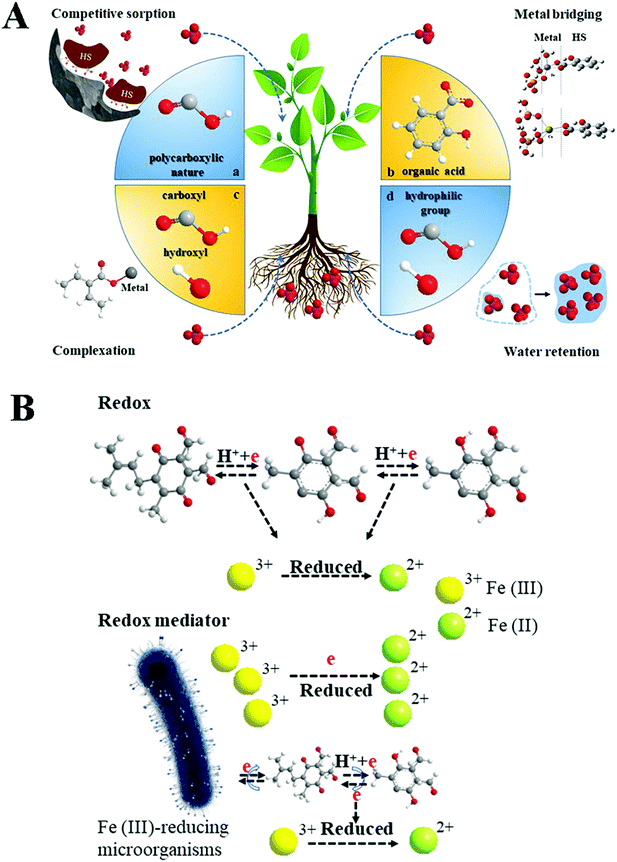 A
Competitive sorption
HS
HS
Metal bridging
Metal
HS
polycarboxylic
nature
a
organic acid
b
carboxyl
c
hydroxyl
d
hydrophilic
group
Metal
Complexation
Water retention
B
Redox
H⁺+e
H⁺+e
3+
Reduced
2+
3+
Fe (III)
2+
Fe (II)
Redox mediator
3+
3+
3+
e
Reduced
2+
2+
2+
e
H⁺+e
e
Fe (III)-reducing
microorganisms
3+
Reduced
2+